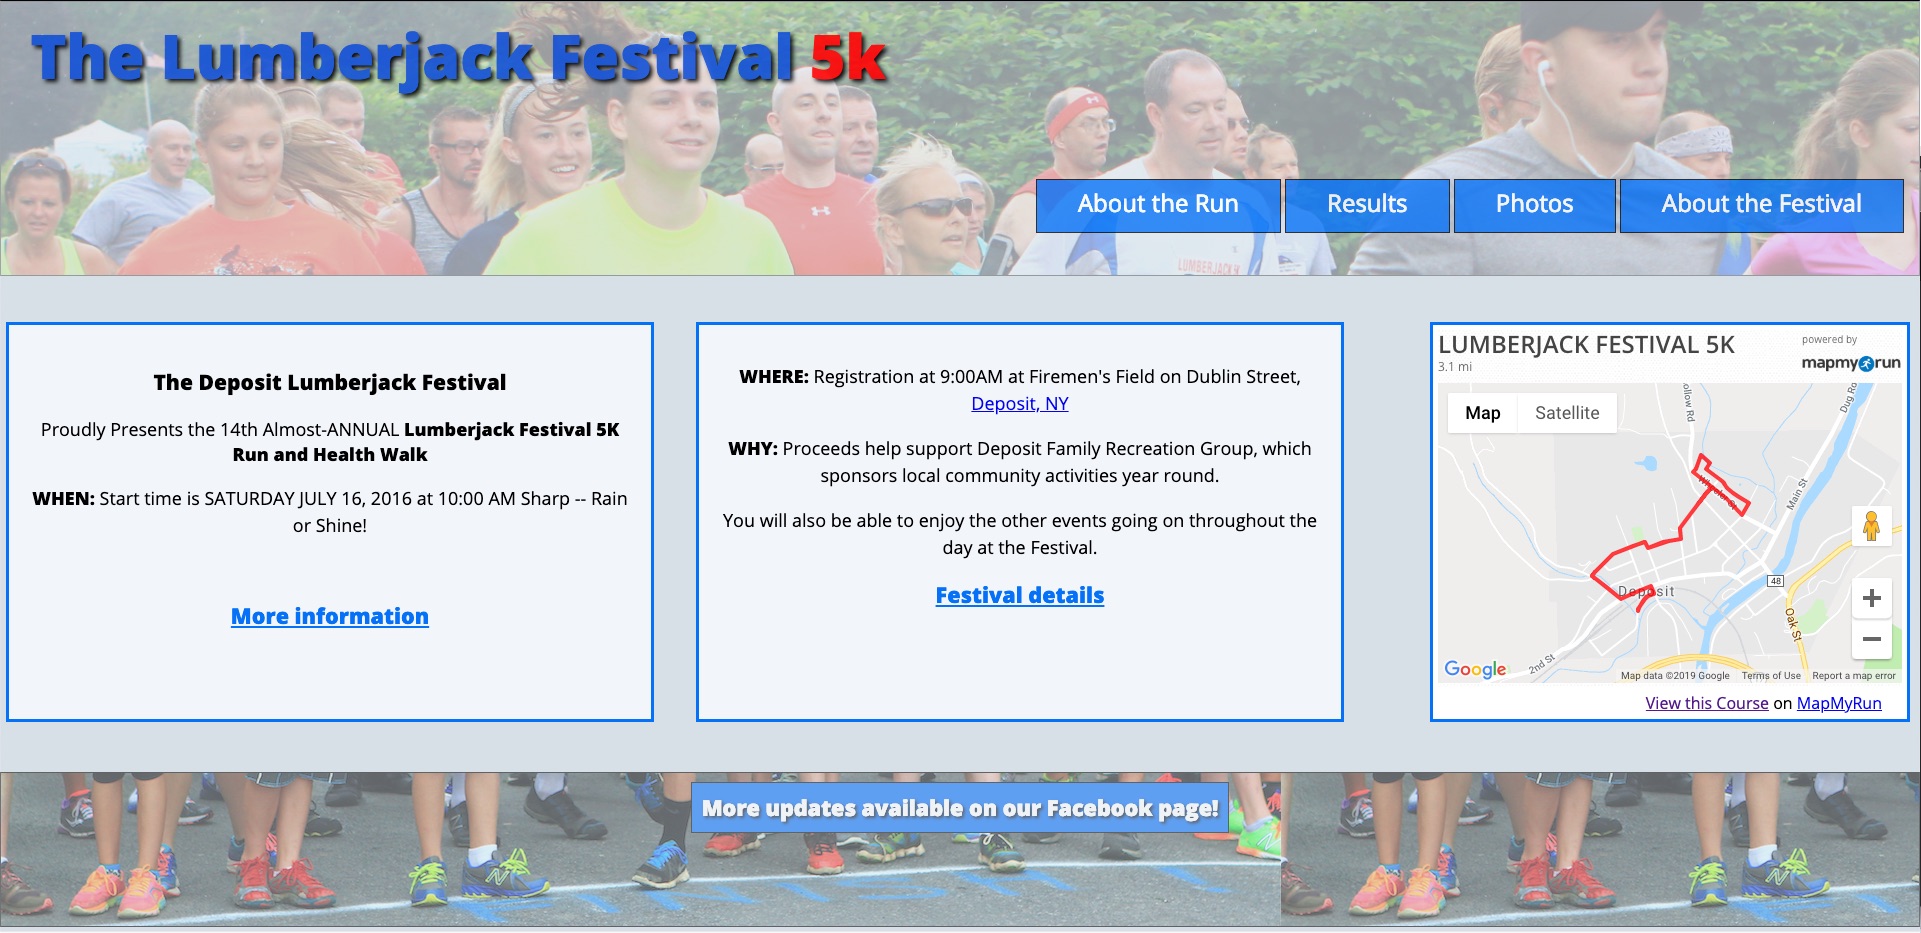 The Lumberjack Festival 5k
About the Run
Results
Photos
About the Festival
The Deposit Lumberjack Festival
Proudly Presents the 14th Almost-ANNUAL Lumberjack Festival 5K
Run and Health Walk
WHEN: Start time is SATURDAY JULY 16, 2016 at 10:00 AM Sharp -- Rain
or Shine!
More information
WHERE: Registration at 9:00AM at Firemen's Field on Dublin Street,
Deposit, NY
WHY: Proceeds help support Deposit Family Recreation Group, which
sponsors local community activities year round.
You will also be able to enjoy the other events going on throughout the
day at the Festival.
Festival details
LUMBERJACK FESTIVAL 5K
3.1 mi
powered by
mapmyrun
Map
Satellite
ollow Rd
Dug Ro
Wheeler St
Main St
48
Deposit
Oak St
2nd St
Google
Map data ©2019 Google
Terms of Use
Report a map error
View this Course on MapMyRun
More updates available on our Facebook page!
LUMBERJACK
FINISH